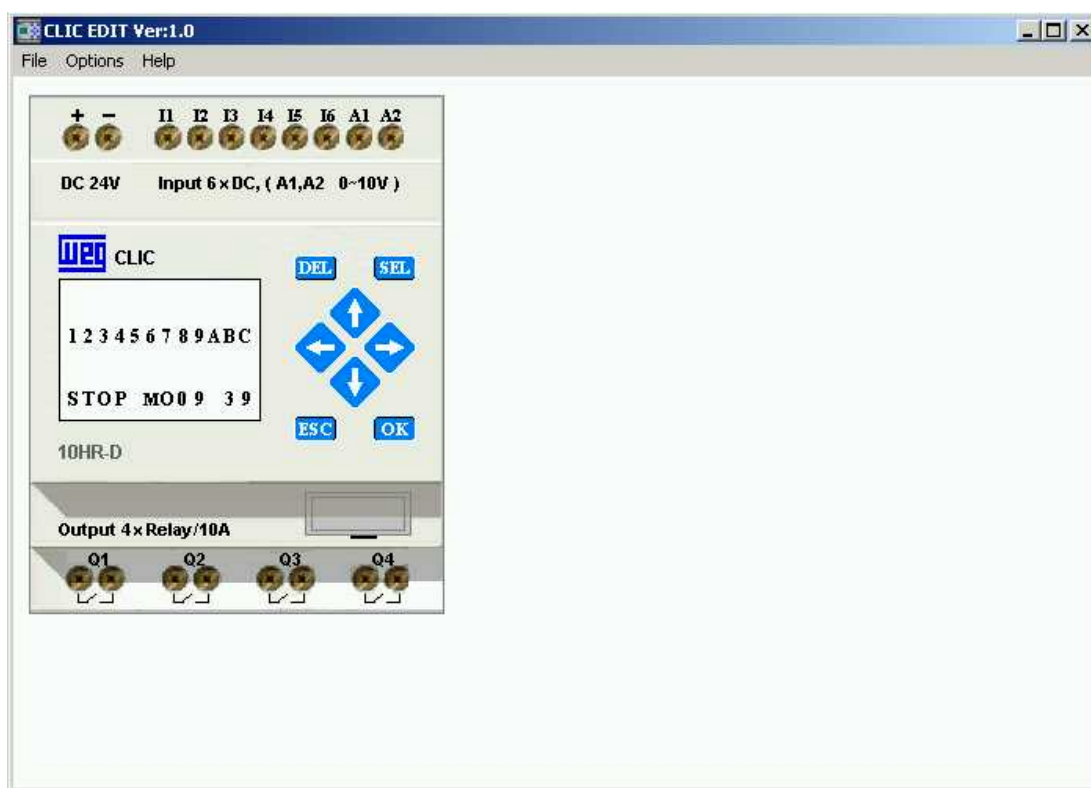 CLIC EDIT Ver:1.0
File Options Help
+ - I1 I2 I3 I4 I5 I6 A1 A2
DC 24V Input 6×DC, ( A1,A2 0~10V )
WEG CLIC
DEL SEL
1 2 3 4 5 6 7 8 9 A B C
STOP MO0 9 3 9
ESC OK
10HR-D
Output 4×Relay/10A
Q1 Q2 Q3 Q4